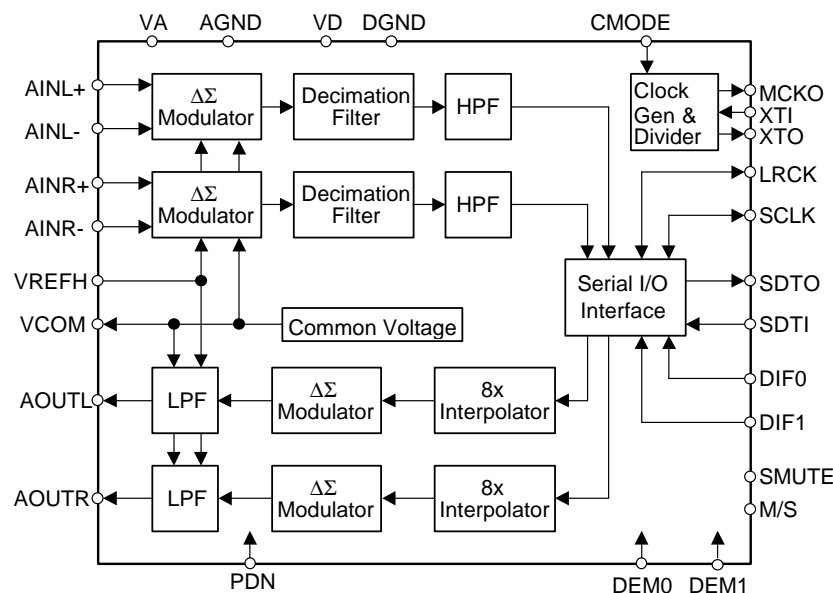 VA
AGND
VD
DGND
CMODE
AINL+
AINL-
AINR+
AINR-
VREFH
VCOM
AOUTL
AOUTR
ΔΣ
Modulator
Decimation
Filter
HPF
Clock
Gen &
Divider
MCKO
XTI
XTO
LRCK
SCLK
SDTO
SDTI
DIF0
DIF1
SMUTE
M/S
ΔΣ
Modulator
Decimation
Filter
HPF
Serial I/O
Interface
Common Voltage
LPF
ΔΣ
Modulator
8x
Interpolator
LPF
ΔΣ
Modulator
8x
Interpolator
PDN
DEM0
DEM1